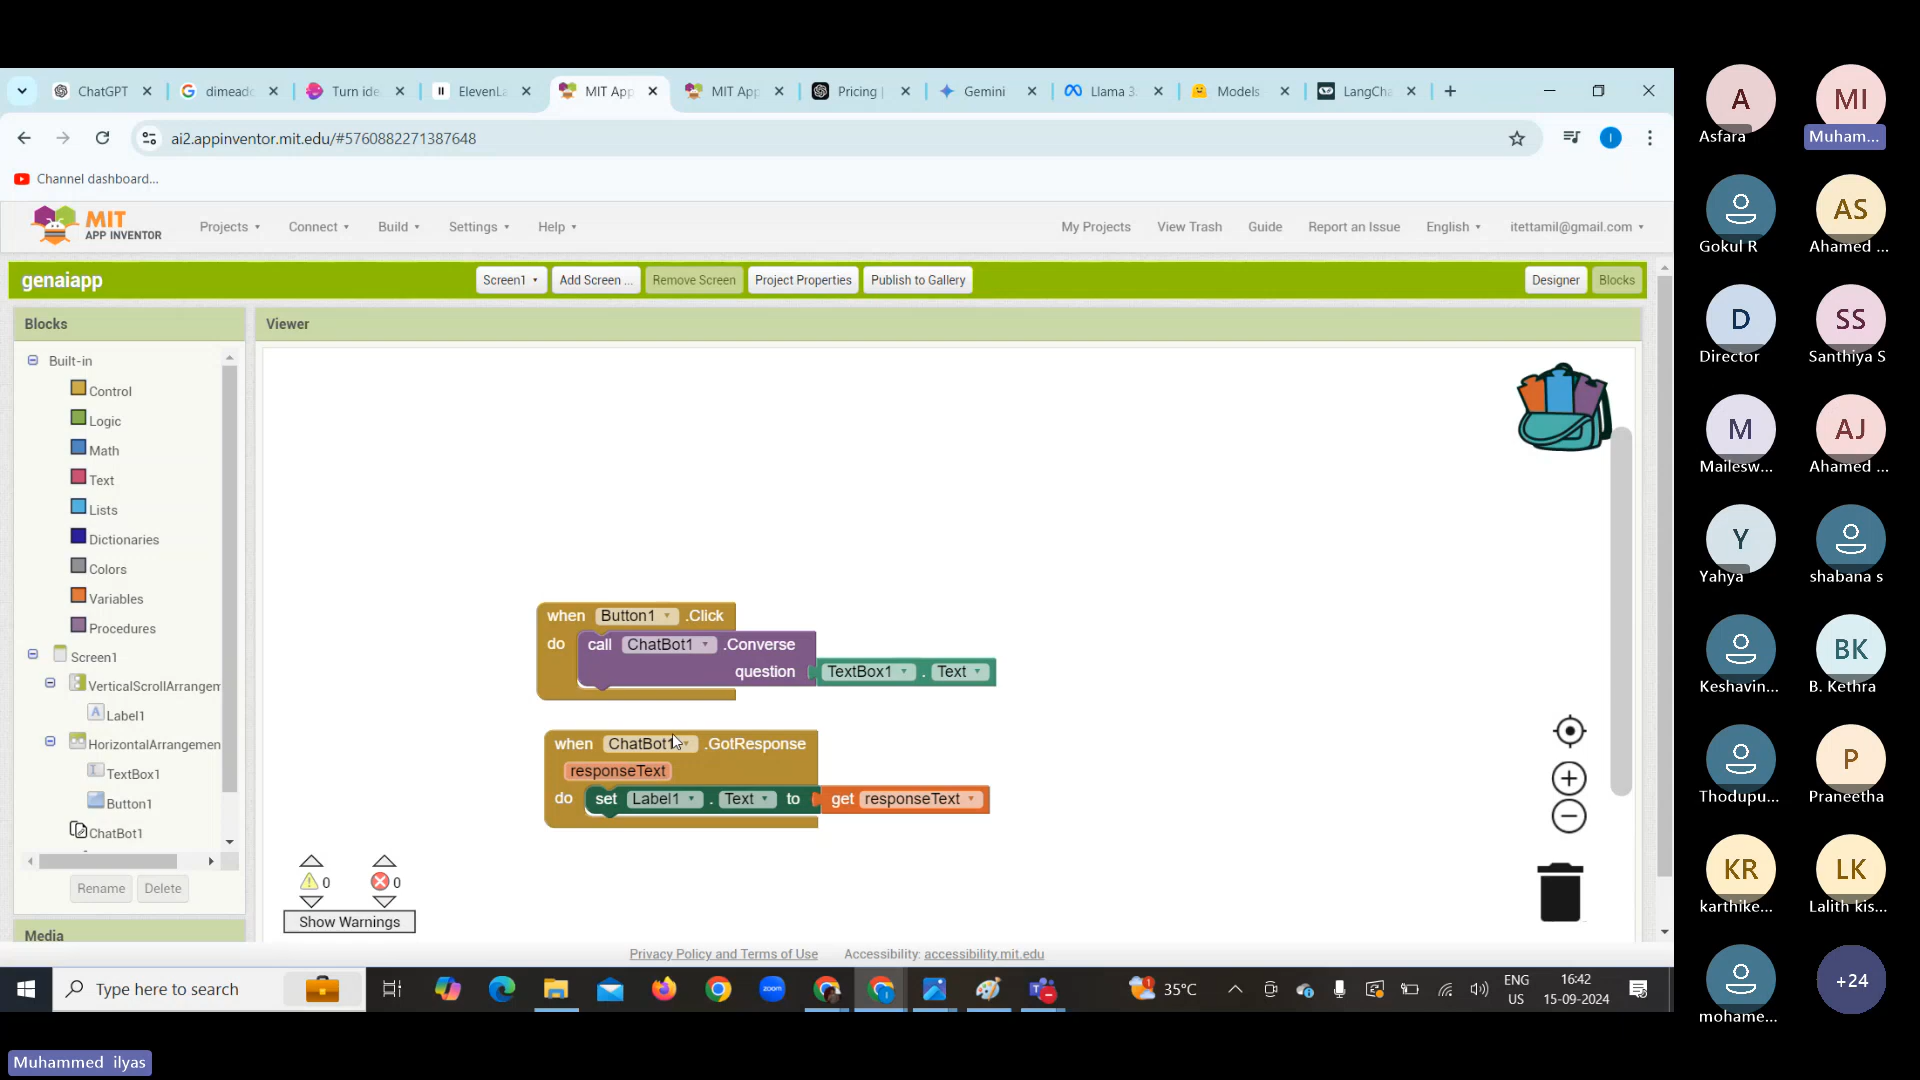 ChatGPT
dimeado
Turn ide
ElevenLa
MIT App
MIT App
Pricing
Gemini
Llama 3.
Models -
LangCha
ai2.appinventor.mit.edu/#5760882271387648
I
Channel dashboard...
MIT
APP INVENTOR
Projects
Connect
Build
Settings
Help
My Projects
View Trash
Guide
Report an Issue
English
itettamil@gmail.com
genaiapp
Screen1
Add Screen ...
Remove Screen
Project Properties
Publish to Gallery
Designer
Blocks
Blocks
Viewer
Built-in
Control
Logic
Math
Text
Lists
Dictionaries
Colors
Variables
Procedures
Screen1
VerticalScrollArrangem
A Label1
HorizontalArrangemen
TextBox1
Button1
ChatBot1
Rename
Delete
Media
when Button1 .Click
do call ChatBot1 .Converse
question TextBox1 . Text
when ChatBot1 .GotResponse
responseText
do set Label1 . Text to get responseText
0
0
Show Warnings
Privacy Policy and Terms of Use
Accessibility: accessibility.mit.edu
Type here to search
zoom
1
35°C
ENG
US
16:42
15-09-2024
A
Asfara
MI
Muham...
Gokul R
AS
Ahamed ...
D
Director
SS
Santhiya S
M
Mailesw...
AJ
Ahamed ...
Y
Yahya
shabana s
Keshavin...
BK
B. Kethra
Thodupu...
P
Praneetha
KR
karthike...
LK
Lalith kis...
mohame...
+24
Muhammed ilyas